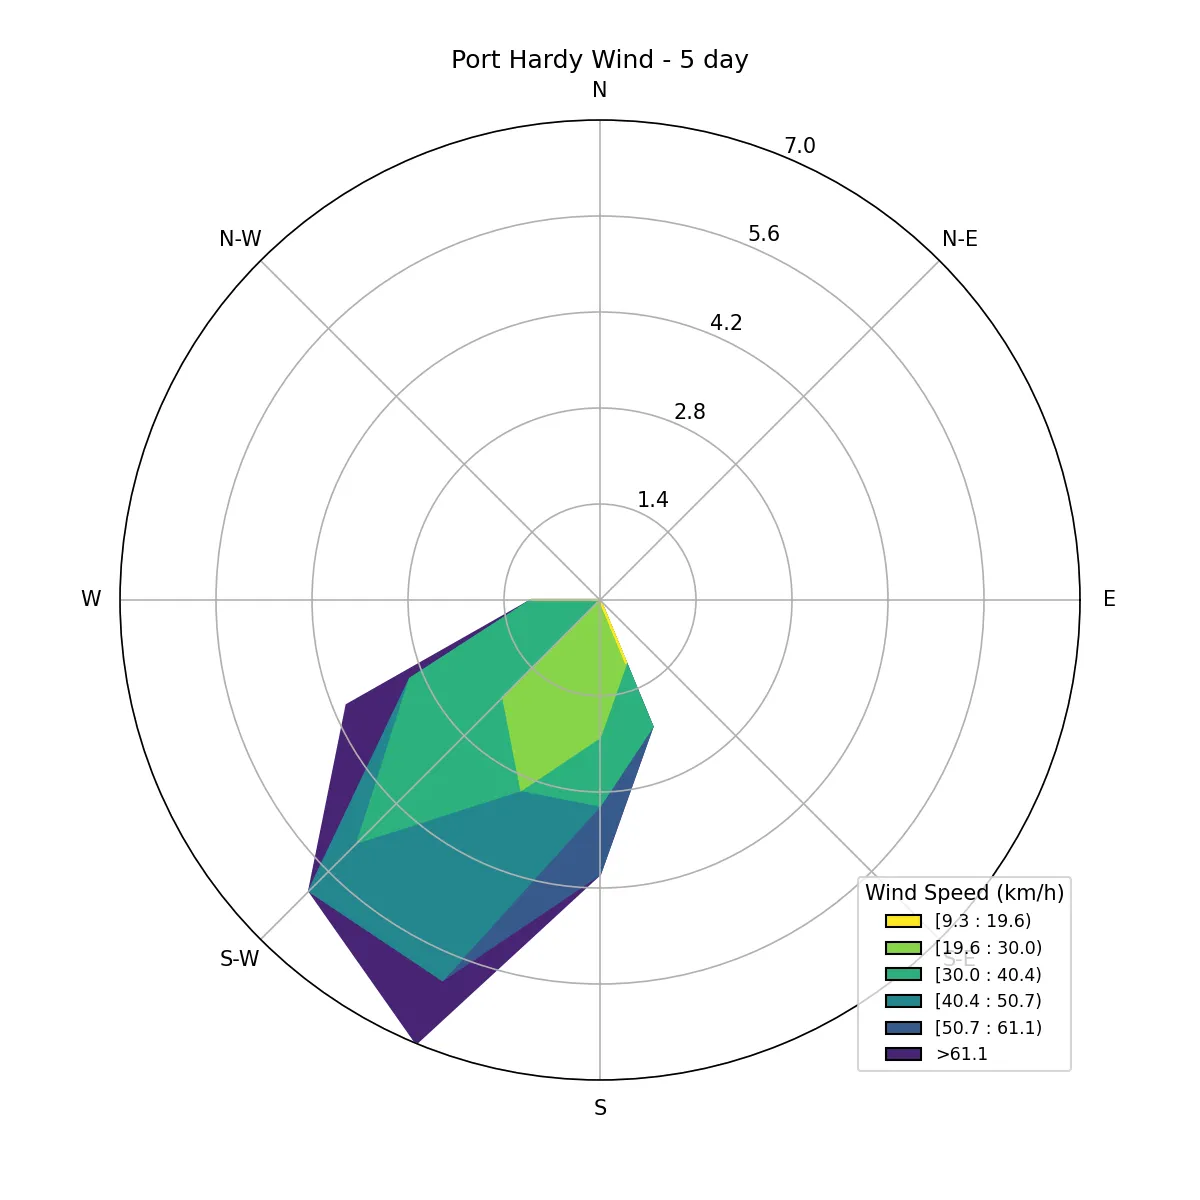 Port Hardy Wind - 5 day
N
7.0
5.6
N-W
N-E
4.2
2.8
1.4
W
E
Wind Speed (km/h)
[9.3 : 19.6)
[19.6 : 30.0)
S-W
S-E
[30.0 : 40.4)
[40.4 : 50.7)
[50.7 : 61.1)
>61.1
S